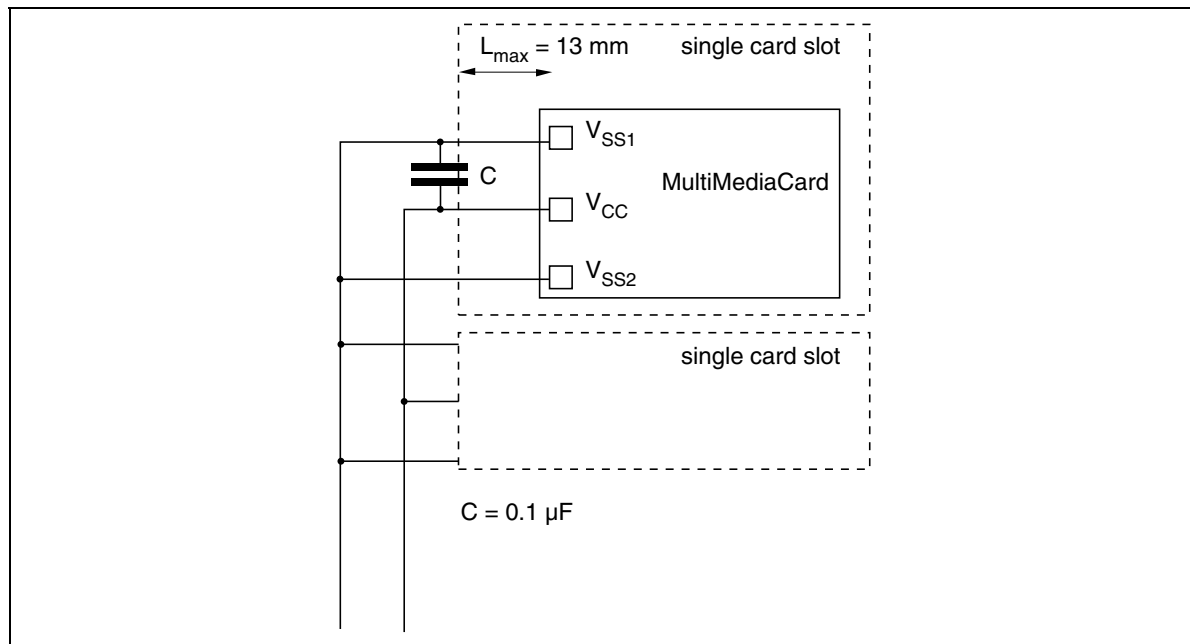 L_max = 13 mm
single card slot
V_SS1
C
MultiMediaCard
V_CC
V_SS2
single card slot
C = 0.1 µF